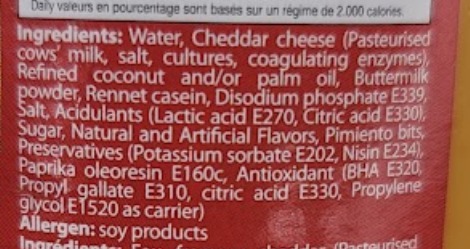 Daily valeurs en pourcentage sont basés sur un régime de 2.000 calories.
Ingredients: Water, Cheddar cheese (Pasteurised
cows' milk, salt, cultures, coagulating enzymes),
Refined coconut and/or palm oil, Buttermilk
powder, Rennet casein, Disodium phosphate E339,
Salt, Acidulants (Lactic acid E270, Citric acid E330),
Sugar, Natural and Artificial Flavors, Pimiento bits,
Preservatives (Potassium sorbate E202, Nisin E234),
Paprika oleoresin E160c, Antioxidant (BHA E320,
Propyl gallate E310, citric acid E330, Propylene
glycol E1520 as carrier)
Allergen: soy products
(Pasteurised